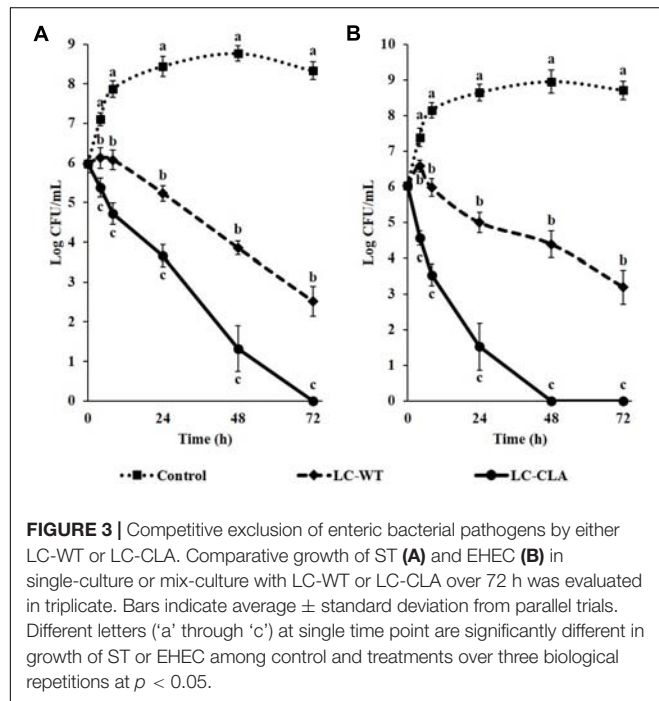 A
B
9
8
7
6
5
4
3
2
1
0
Log CFU/mL
a
a
a
a
a
b
b
b
b
b
c
c
c
c
c
0 24 48 72
Time (h)
10
9
8
7
6
5
4
3
2
1
0
Log CFU/mL
a
a
a
a
a
b
b
b
b
b
c
c
c
c
c
0 24 48 72
Time (h)
Control LC-WT LC-CLA
FIGURE 3 | Competitive exclusion of enteric bacterial pathogens by either
LC-WT or LC-CLA. Comparative growth of ST (A) and EHEC (B) in
single-culture or mix-culture with LC-WT or LC-CLA over 72 h was evaluated
in triplicate. Bars indicate average ± standard deviation from parallel trials.
Different letters (‘a’ through ‘c’) at single time point are significantly different in
growth of ST or EHEC among control and treatments over three biological
repetitions at p < 0.05.